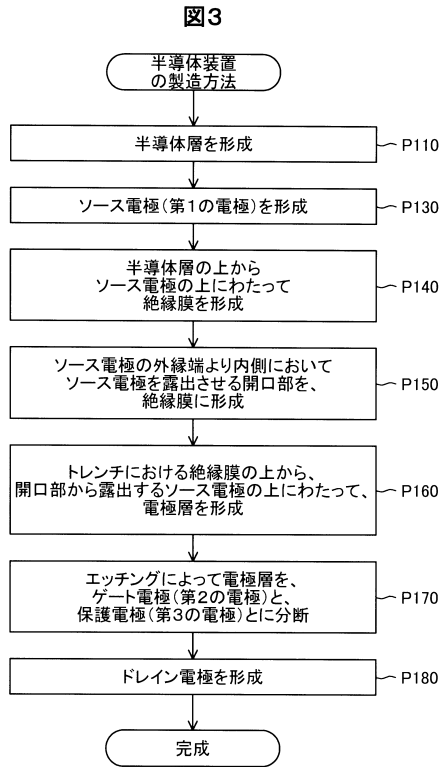 図3
半導体装置
の製造方法
半導体層を形成
P110
ソース電極(第1の電極)を形成
P130
半導体層の上から
ソース電極の上にわたって
絶縁膜を形成
P140
ソース電極の外縁端より内側において
ソース電極を露出させる開口部を、
絶縁膜に形成
P150
トレンチにおける絶縁膜の上から、
開口部から露出するソース電極の上にわたって、
電極層を形成
P160
エッチングによって電極層を、
ゲート電極(第2の電極)と、
保護電極(第3の電極)とに分断
P170
ドレイン電極を形成
P180
完成